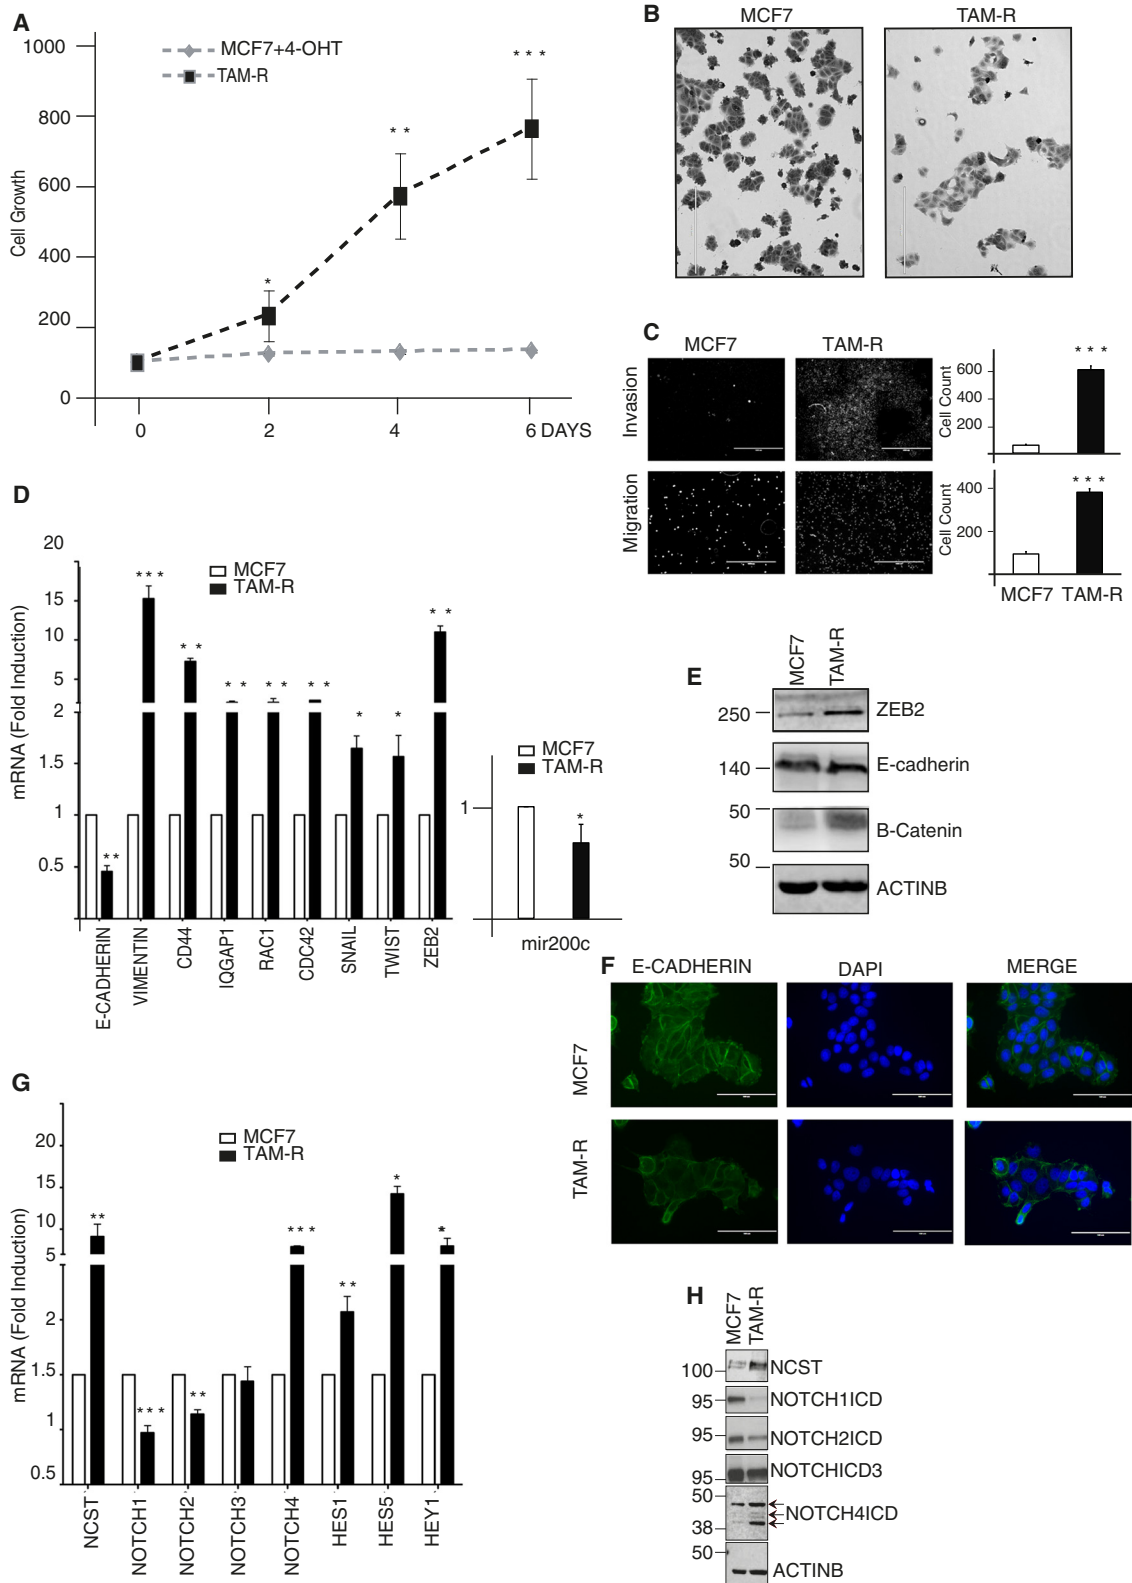 A
1000
800
600
400
200
0
Cell Growth
MCF7+4-OHT
TAM-R
*
* *
* * *
0 2 4 6 DAYS
B
MCF7 TAM-R
C
MCF7 TAM-R
Invasion
Migration
Cell Count
600
400
200
* * *
Cell Count
400
200
* * *
MCF7 TAM-R
D
mRNA (Fold Induction)
20
15
10
5
2
1.5
1
0.5
MCF7
TAM-R
**
***
* *
* *
* *
* *
*
*
* *
E-CADHERIN
VIMENTIN
CD44
IQGAP1
RAC1
CDC42
SNAIL
TWIST
ZEB2
MCF7
TAM-R
1
*
mir200c
E
MCF7
TAM-R
250 ZEB2
140 E-cadherin
50 B-Catenin
50 ACTINB
F
E-CADHERIN DAPI MERGE
MCF7
TAM-R
G
mRNA (Fold Induction)
20
15
10
5
2
1.5
1
0.5
MCF7
TAM-R
**
***
**
***
**
*
*
NCST
NOTCH1
NOTCH2
NOTCH3
NOTCH4
HES1
HES5
HEY1
H
MCF7
TAM-R
100 NCST
95 NOTCH1ICD
95 NOTCH2ICD
95 NOTCHICD3
50
38 NOTCH4ICD
50 ACTINB